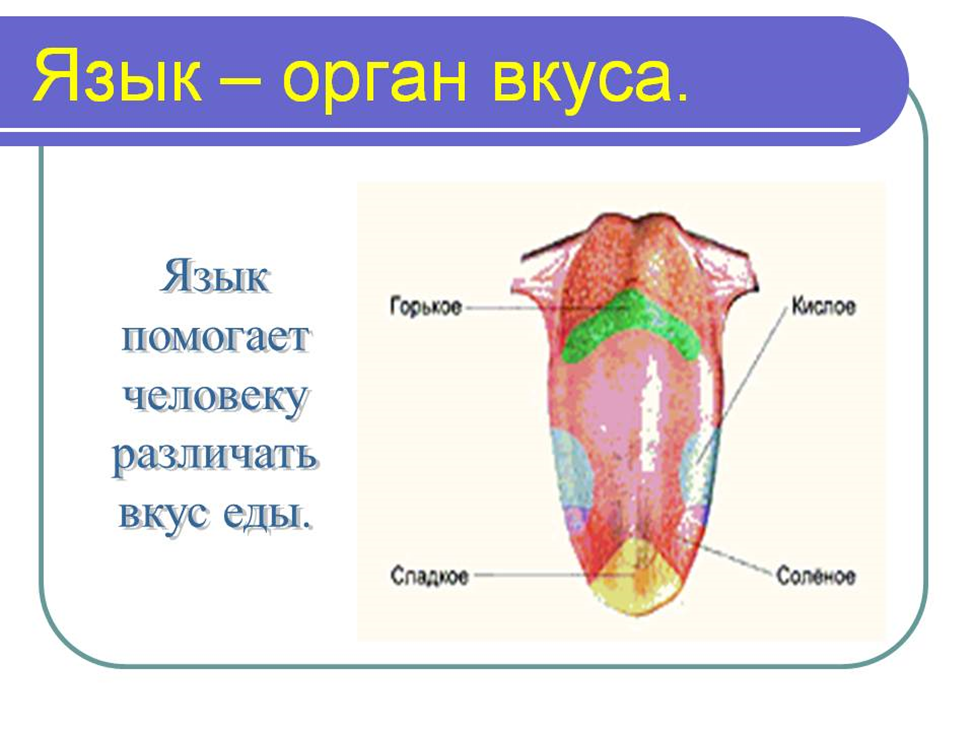 Язык – орган вкуса.
Язык
помогает
человеку
различать
вкус еды.
Горькое
Кислое
Сладкое
Солёное